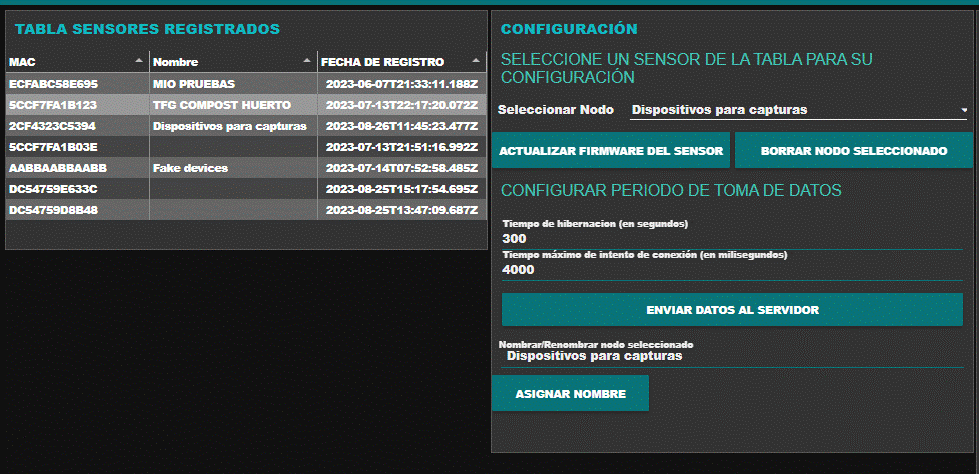 TABLA SENSORES REGISTRADOS
MAC Nombre FECHA DE REGISTRO
ECFABC58E695 MIO PRUEBAS 2023-06-07T21:33:11.188Z
5CCF7FA1B123 TFG COMPOST HUERTO 2023-07-13T22:17:20.072Z
2CF4323C5394 Dispositivos para capturas 2023-08-26T11:45:23.477Z
5CCF7FA1B03E 2023-07-13T21:51:16.992Z
AABBAABBAABB Fake devices 2023-07-14T07:52:58.485Z
DC54759E633C 2023-08-25T15:17:54.695Z
DC54759D8B48 2023-08-25T13:47:09.687Z
CONFIGURACIÓN
SELECCIONE UN SENSOR DE LA TABLA PARA SU
CONFIGURACIÓN
Seleccionar Nodo Dispositivos para capturas
ACTUALIZAR FIRMWARE DEL SENSOR BORRAR NODO SELECCIONADO
CONFIGURAR PERIODO DE TOMA DE DATOS
Tiempo de hibernacion (en segundos)
300
Tiempo máximo de intento de conexión (en milisegundos)
4000
ENVIAR DATOS AL SERVIDOR
Nombrar/Renombrar nodo seleccionado
Dispositivos para capturas
ASIGNAR NOMBRE